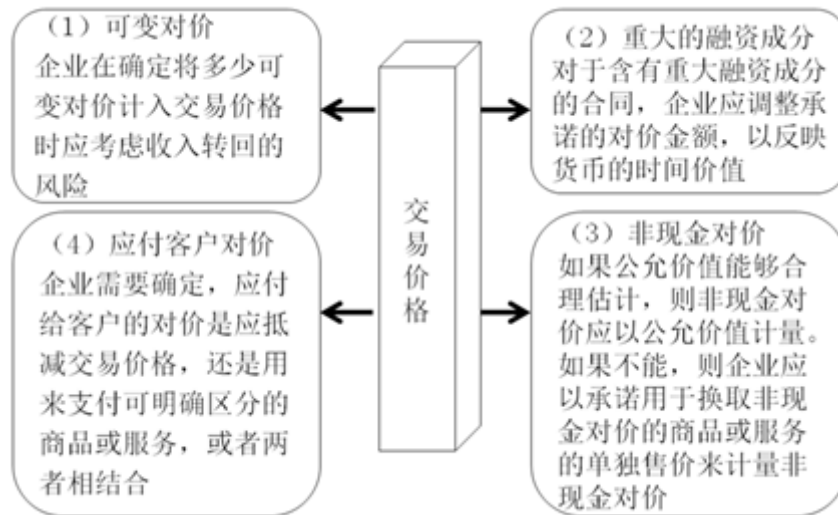 （1）可变对价
企业在确定将多少可
变对价计入交易价格
时应考虑收入转回的
风险
（2）重大的融资成分
对于含有重大融资成分
的合同，企业应调整承
诺的对价金额，以反映
货币的时间价值
交
易
价
格
（4）应付客户对价
企业需要确定，应付
给客户的对价是应抵
减交易价格，还是用
来支付可明确区分的
商品或服务，或者两
者相结合
（3）非现金对价
如果公允价值能够合
理估计，则非现金对
价应以公允价值计量。
如果不能，则企业应
以承诺用于换取非现
金对价的商品或服务
的单独售价来计量非
现金对价